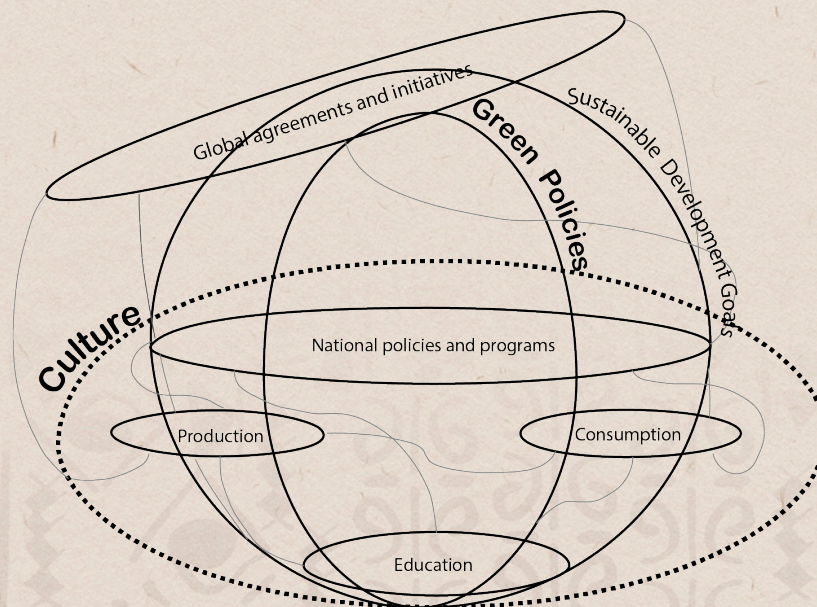 Global agreements and initiatives
Green Policies
Sustainable Development Goals
Culture
National policies and programs
Production
Consumption
Education